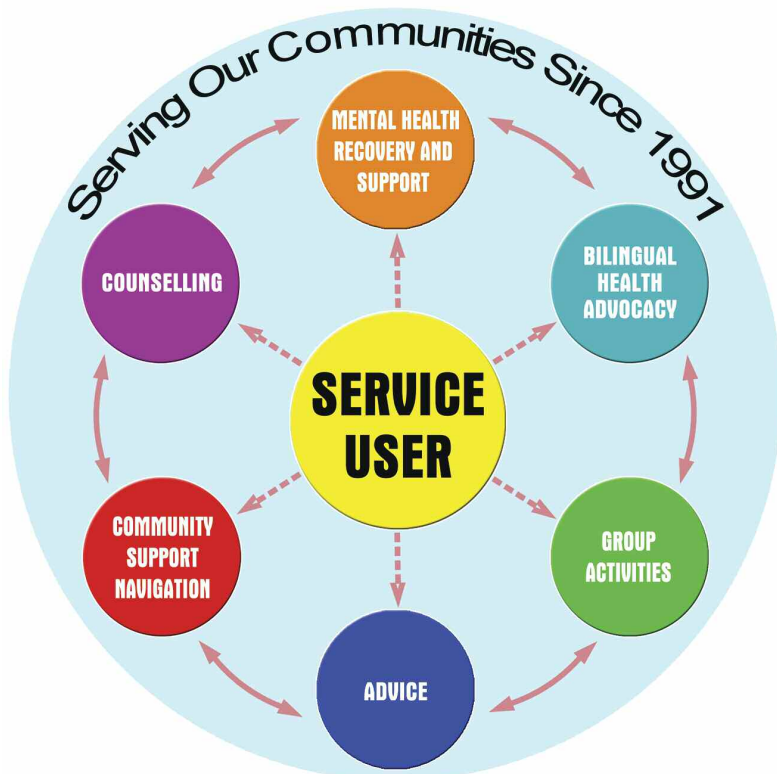 Serving Our Communities Since 1991
MENTAL HEALTH
RECOVERY AND
SUPPORT
COUNSELLING
BILINGUAL
HEALTH
ADVOCACY
SERVICE
USER
COMMUNITY
SUPPORT
NAVIGATION
GROUP
ACTIVITIES
ADVICE